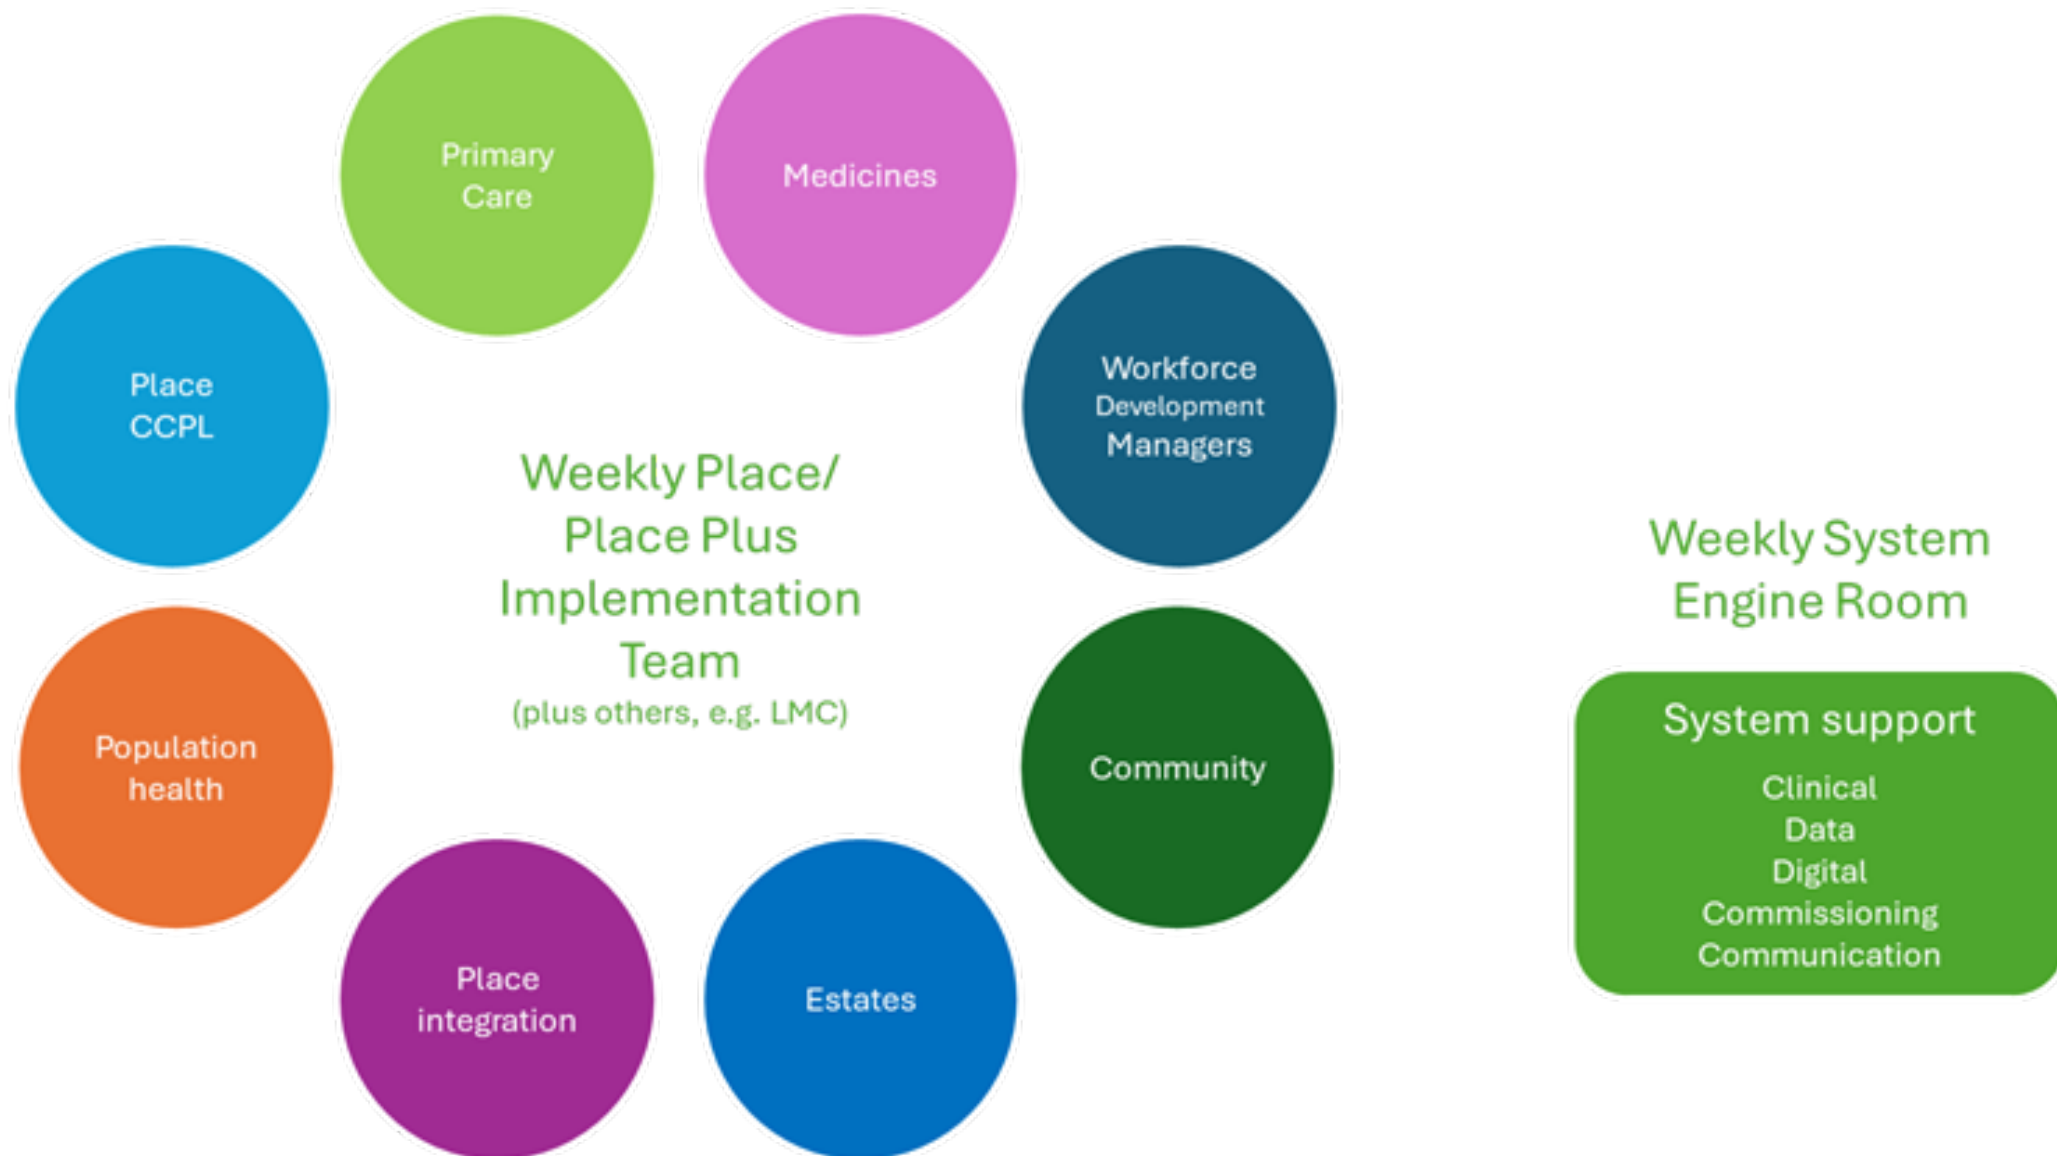 Primary
Care
Medicines
Place
CCPL
Workforce
Development
Managers
Weekly Place/
Place Plus
Implementation
Team
(plus others, e.g. LMC)
Population
health
Community
Place
integration
Estates
Weekly System
Engine Room
System support
Clinical
Data
Digital
Commissioning
Communication